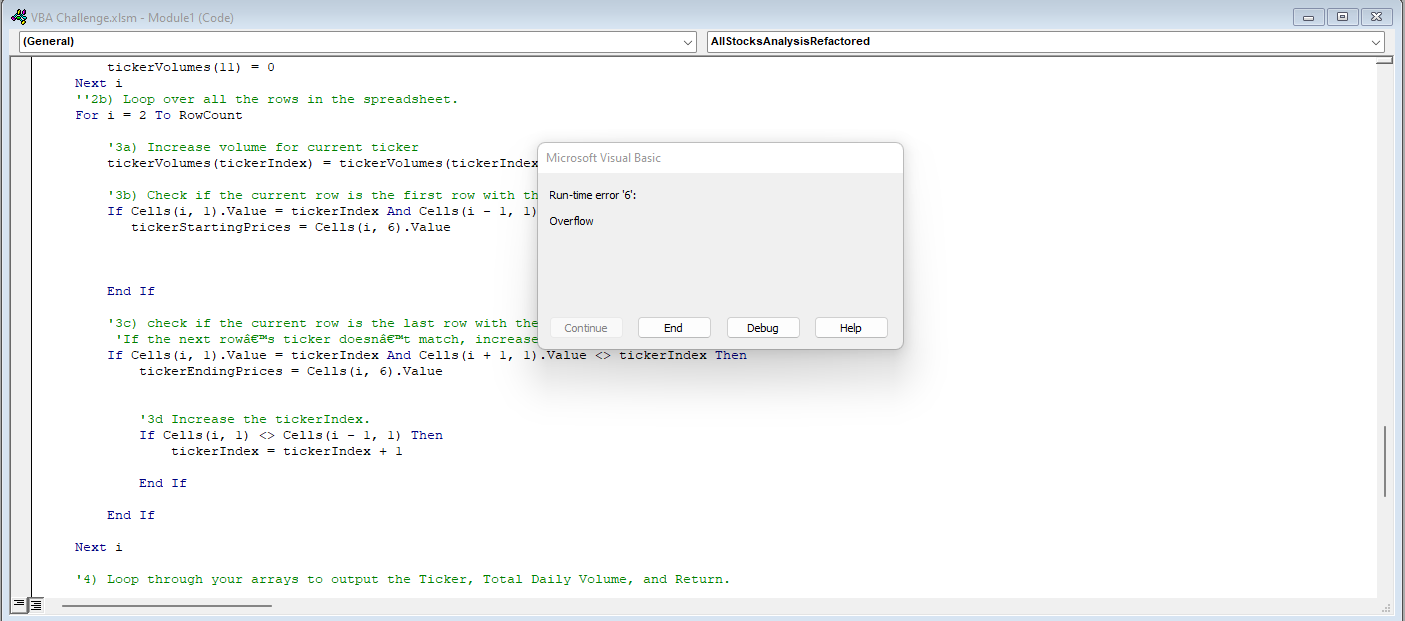 VBA Challenge.xlsm - Module1 (Code)
(General)
AllStocksAnalysisRefactored
tickerVolumes(11) = 0
Next i
''2b) Loop over all the rows in the spreadsheet.
For i = 2 To RowCount
'3a) Increase volume for current ticker
tickerVolumes(tickerIndex) = tickerVolumes(tickerIndex
'3b) Check if the current row is the first row with th
If Cells(i, 1).Value = tickerIndex And Cells(i - 1, 1)
tickerStartingPrices = Cells(i, 6).Value
End If
'3c) check if the current row is the last row with the
'If the next rowâ€™s ticker doesnâ€™t match, increase
If Cells(i, 1).Value = tickerIndex And Cells(i + 1, 1).Value <> tickerIndex Then
tickerEndingPrices = Cells(i, 6).Value
'3d Increase the tickerIndex.
If Cells(i, 1) <> Cells(i - 1, 1) Then
tickerIndex = tickerIndex + 1
End If
End If
Next i
'4) Loop through your arrays to output the Ticker, Total Daily Volume, and Return.
Microsoft Visual Basic
Run-time error '6':
Overflow
Continue
End
Debug
Help